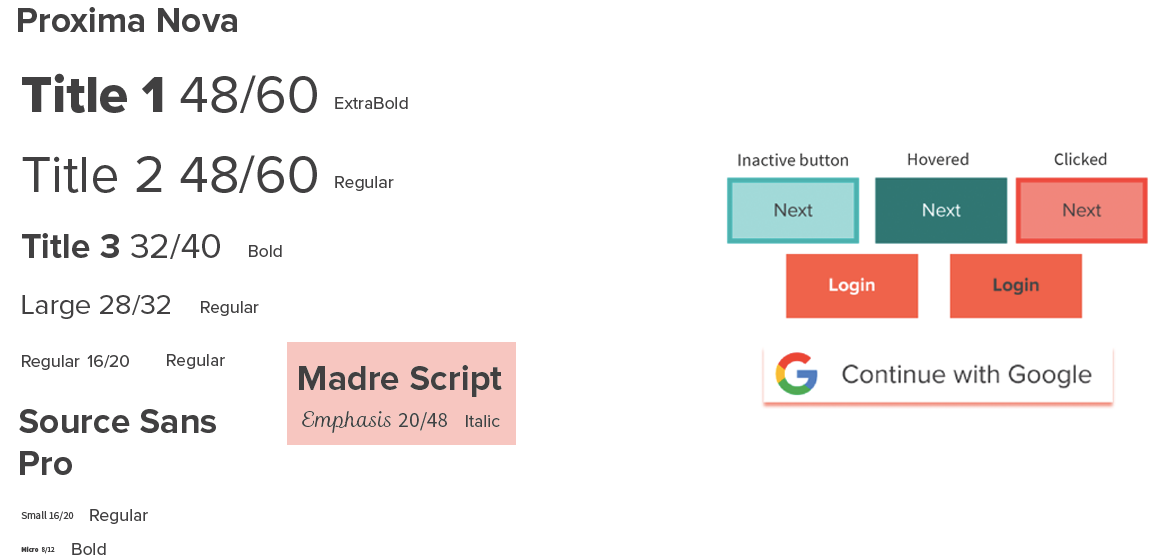 Proxima Nova
Title 1 48/60 ExtraBold
Title 2 48/60 Regular
Title 3 32/40 Bold
Large 28/32 Regular
Regular 16/20 Regular
Source Sans
Pro
Small 16/20 Regular
Micro 8/12 Bold
Madre Script
Emphasis 20/48 Italic
Inactive button Hovered Clicked
Next Next Next
Login Login
Continue with Google